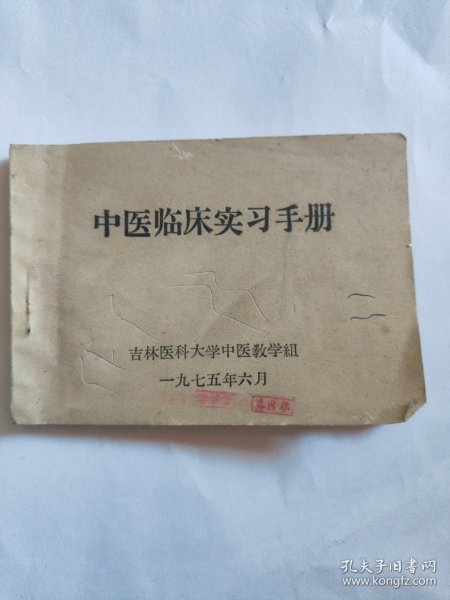 中医临床实习手册
吉林医科大学中医教学組
一九七五年六月
孔夫子旧书网
www.kongfz.com